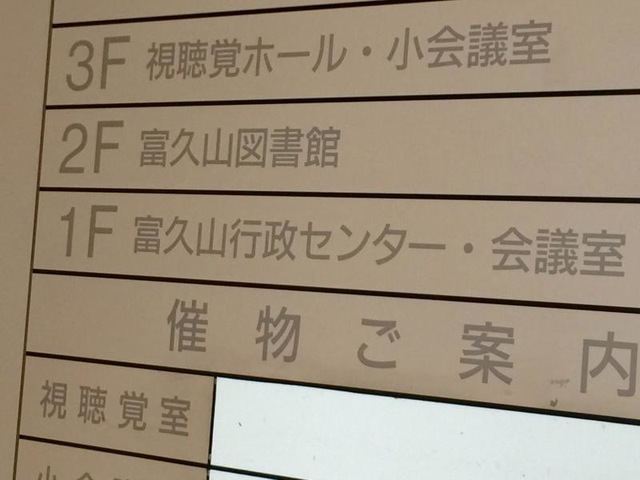 3F 視聴覚ホール・小会議室
2F 富久山図書館
1F 富久山行政センター・会議室
催物ご案内
視聴覚室
小会